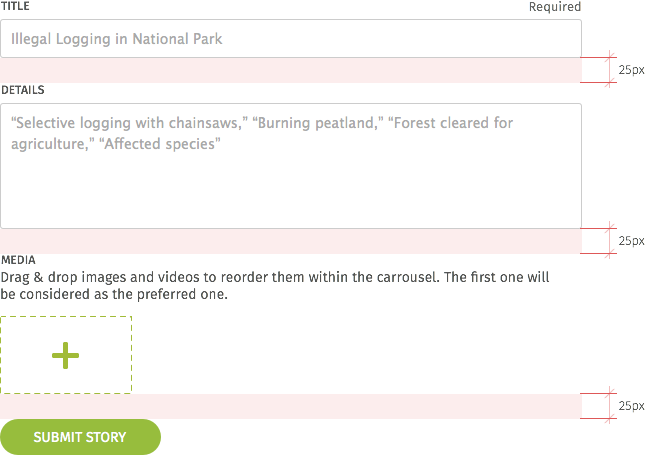 TITLE Required
Illegal Logging in National Park
25px
DETAILS
“Selective logging with chainsaws,” “Burning peatland,” “Forest cleared for
agriculture,” “Affected species"
25px
MEDIA
Drag & drop images and videos to reorder them within the carrousel. The first one will
be considered as the preferred one.
25px
SUBMIT STORY